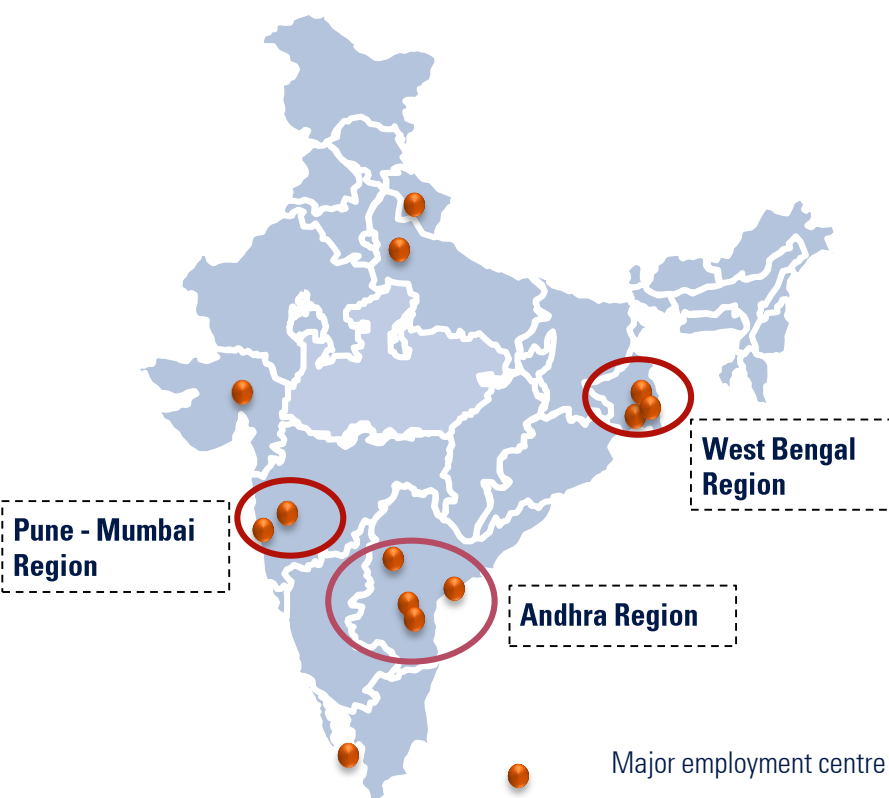 West Bengal
Region
Pune - Mumbai
Region
Andhra Region
Major employment centre